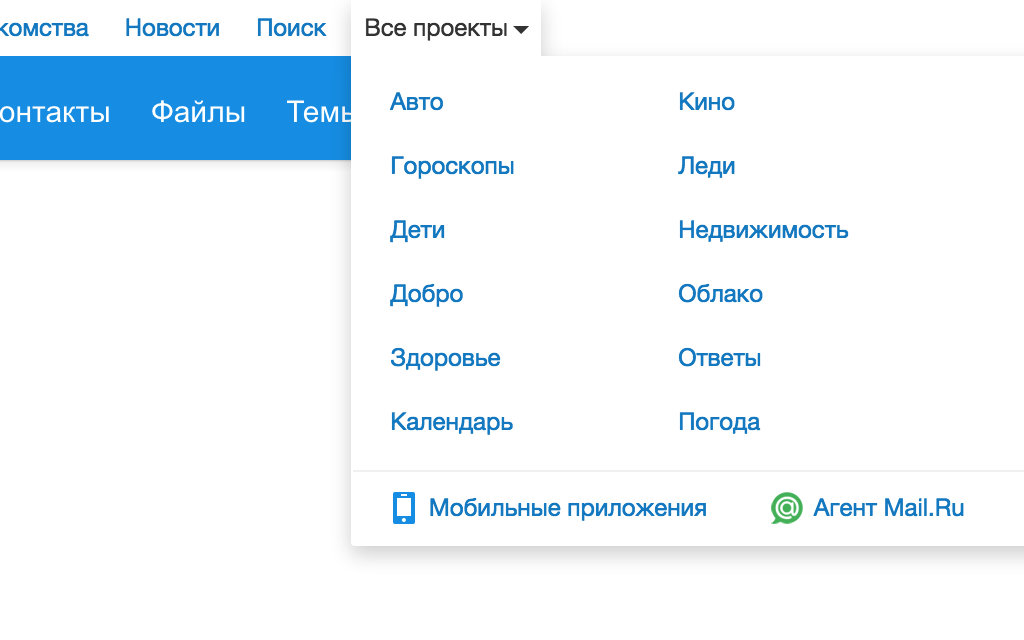 комства Новости Поиск Все проекты
онтакты Файлы Темы
Авто Кино
Гороскопы Леди
Дети Недвижимость
Добро Облако
Здоровье Ответы
Календарь Погода
Мобильные приложения Агент Mail.Ru